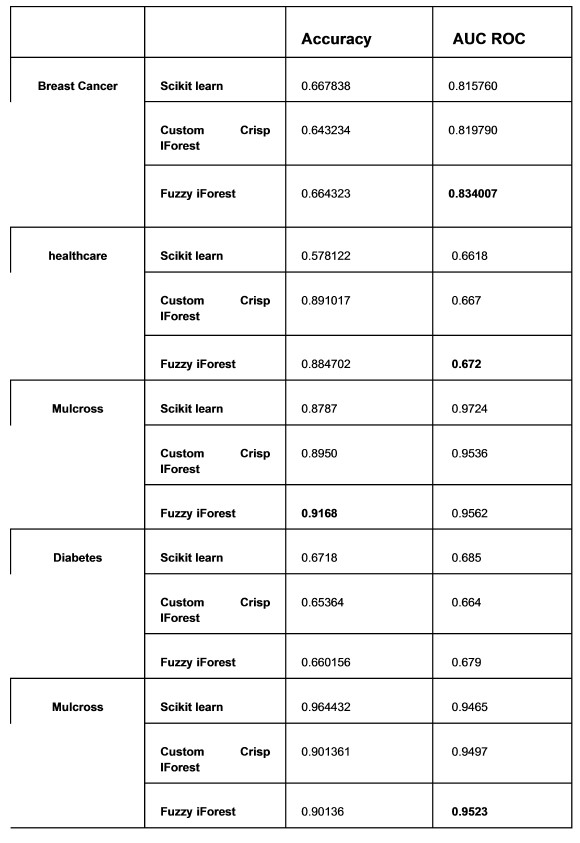 Accuracy AUC ROC
Breast Cancer Scikit learn 0.667838 0.815760
Custom Crisp 0.643234 0.819790
IForest
Fuzzy iForest 0.664323 0.834007
healthcare Scikit learn 0.578122 0.6618
Custom Crisp 0.891017 0.667
IForest
Fuzzy iForest 0.884702 0.672
Mulcross Scikit learn 0.8787 0.9724
Custom Crisp 0.8950 0.9536
IForest
Fuzzy iForest 0.9168 0.9562
Diabetes Scikit learn 0.6718 0.685
Custom Crisp 0.65364 0.664
IForest
Fuzzy iForest 0.660156 0.679
Mulcross Scikit learn 0.964432 0.9465
Custom Crisp 0.901361 0.9497
IForest
Fuzzy iForest 0.90136 0.9523